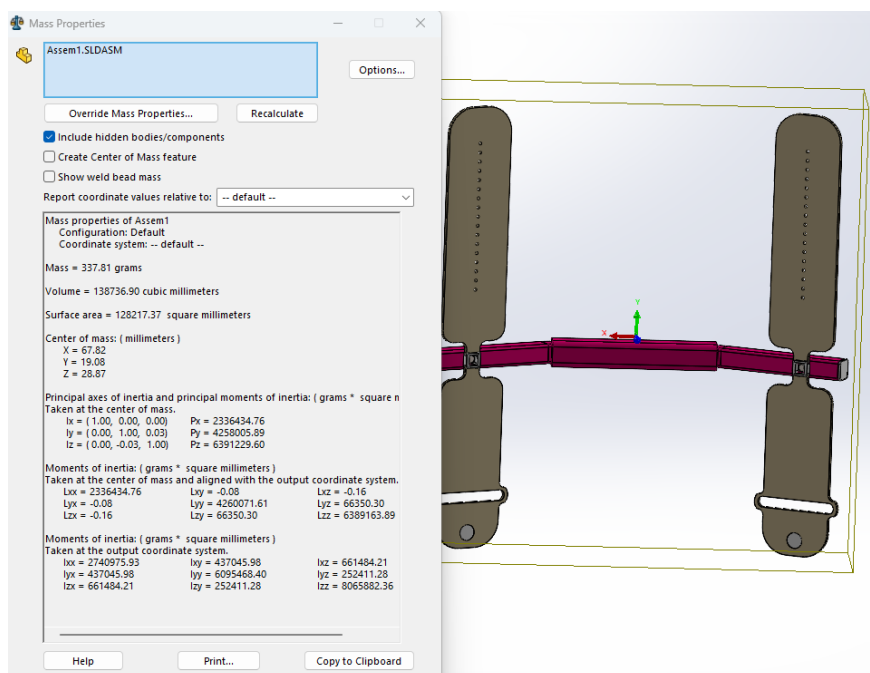 Mass Properties
Assem1.SLDASM
Options...
Override Mass Properties...
Recalculate
Include hidden bodies/components
Create Center of Mass feature
Show weld bead mass
Report coordinate values relative to: -- default --
Mass properties of Assem1
Configuration: Default
Coordinate system: -- default --
Mass = 337.81 grams
Volume = 138736.90 cubic millimeters
Surface area = 128217.37 square millimeters
Center of mass: ( millimeters )
X = 67.82
Y = 19.08
Z = 28.87
Principal axes of inertia and principal moments of inertia: ( grams * square n
Taken at the center of mass.
Ix = ( 1.00, 0.00, 0.00) Px = 2336434.76
Iy = ( 0.00, 1.00, 0.03) Py = 4258005.89
Iz = ( 0.00, -0.03, 1.00) Pz = 6391229.60
Moments of inertia: ( grams * square millimeters )
Taken at the center of mass and aligned with the output coordinate system.
Lxx = 2336434.76 Lxy = -0.08 Lxz = -0.16
Lyx = -0.08 Lyy = 4260071.61 Lyz = 66350.30
Lzx = -0.16 Lzy = 66350.30 Lzz = 6389163.89
Moments of inertia: ( grams * square millimeters )
Taken at the output coordinate system.
Ixx = 2740975.93 Ixy = 437045.98 Ixz = 661484.21
Iyx = 437045.98 Iyy = 6095468.40 Iyz = 252411.28
Izx = 661484.21 Izy = 252411.28 Izz = 8065882.36
Help
Print...
Copy to Clipboard
Y
X